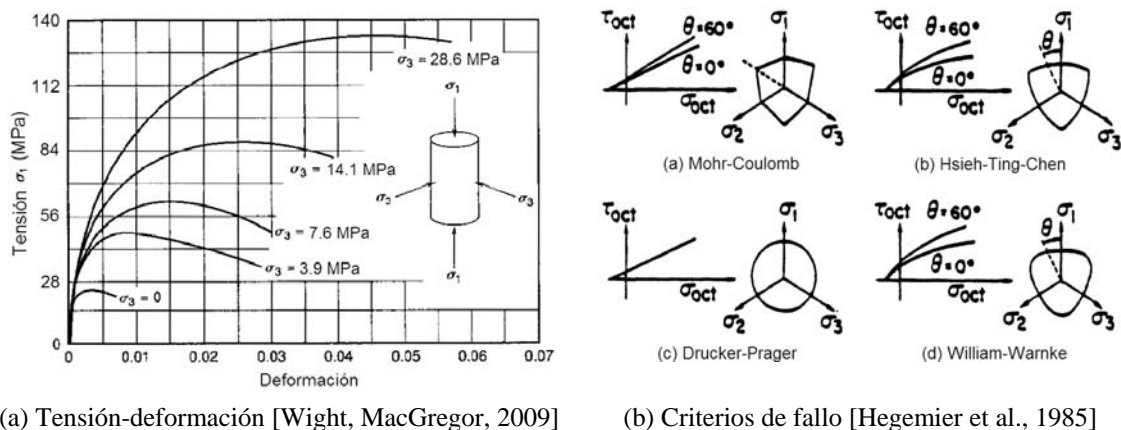 140
112
84
56
28
0
Tensión σ1 (MPa)
σ3 = 28.6 MPa
σ1
σ3 = 14.1 MPa
σ3
σ3
σ3 = 7.6 MPa
σ3 = 3.9 MPa
σ1
σ3 = 0
0 0.01 0.02 0.03 0.04 0.05 0.06 0.07
Deformación
(a) Tensión-deformación [Wight, MacGregor, 2009]
τoct
θ=60°
θ=0°
σoct
σ1
σ2
σ3
(a) Mohr-Coulomb
τoct
θ=60°
θ=0°
σoct
θ
σ1
σ2
σ3
(b) Hsieh-Ting-Chen
τoct
σoct
σ1
σ2
σ3
(c) Drucker-Prager
τoct
θ=60°
θ=0°
σoct
θ
σ1
σ2
σ3
(d) William-Warnke
(b) Criterios de fallo [Hegemier et al., 1985]